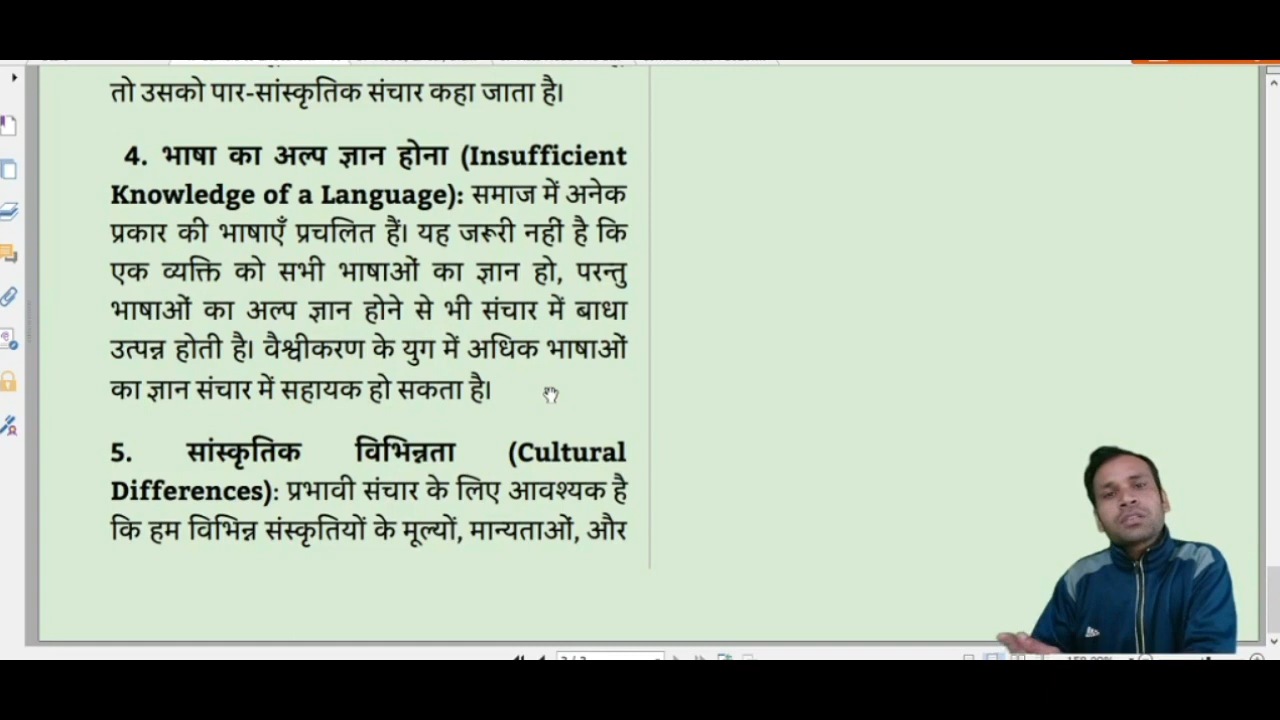 तो उसको पार-सांस्कृतिक संचार कहा जाता है।
4. भाषा का अल्प ज्ञान होना (Insufficient
Knowledge of a Language): समाज में अनेक
प्रकार की भाषाएँ प्रचलित हैं। यह जरूरी नहीं है कि
एक व्यक्ति को सभी भाषाओं का ज्ञान हो, परन्तु
भाषाओं का अल्प ज्ञान होने से भी संचार में बाधा
उत्पन्न होती है। वैश्वीकरण के युग में अधिक भाषाओं
का ज्ञान संचार में सहायक हो सकता है।
5. सांस्कृतिक विभिन्नता (Cultural
Differences): प्रभावी संचार के लिए आवश्यक है
कि हम विभिन्न संस्कृतियों के मूल्यों, मान्यताओं, और